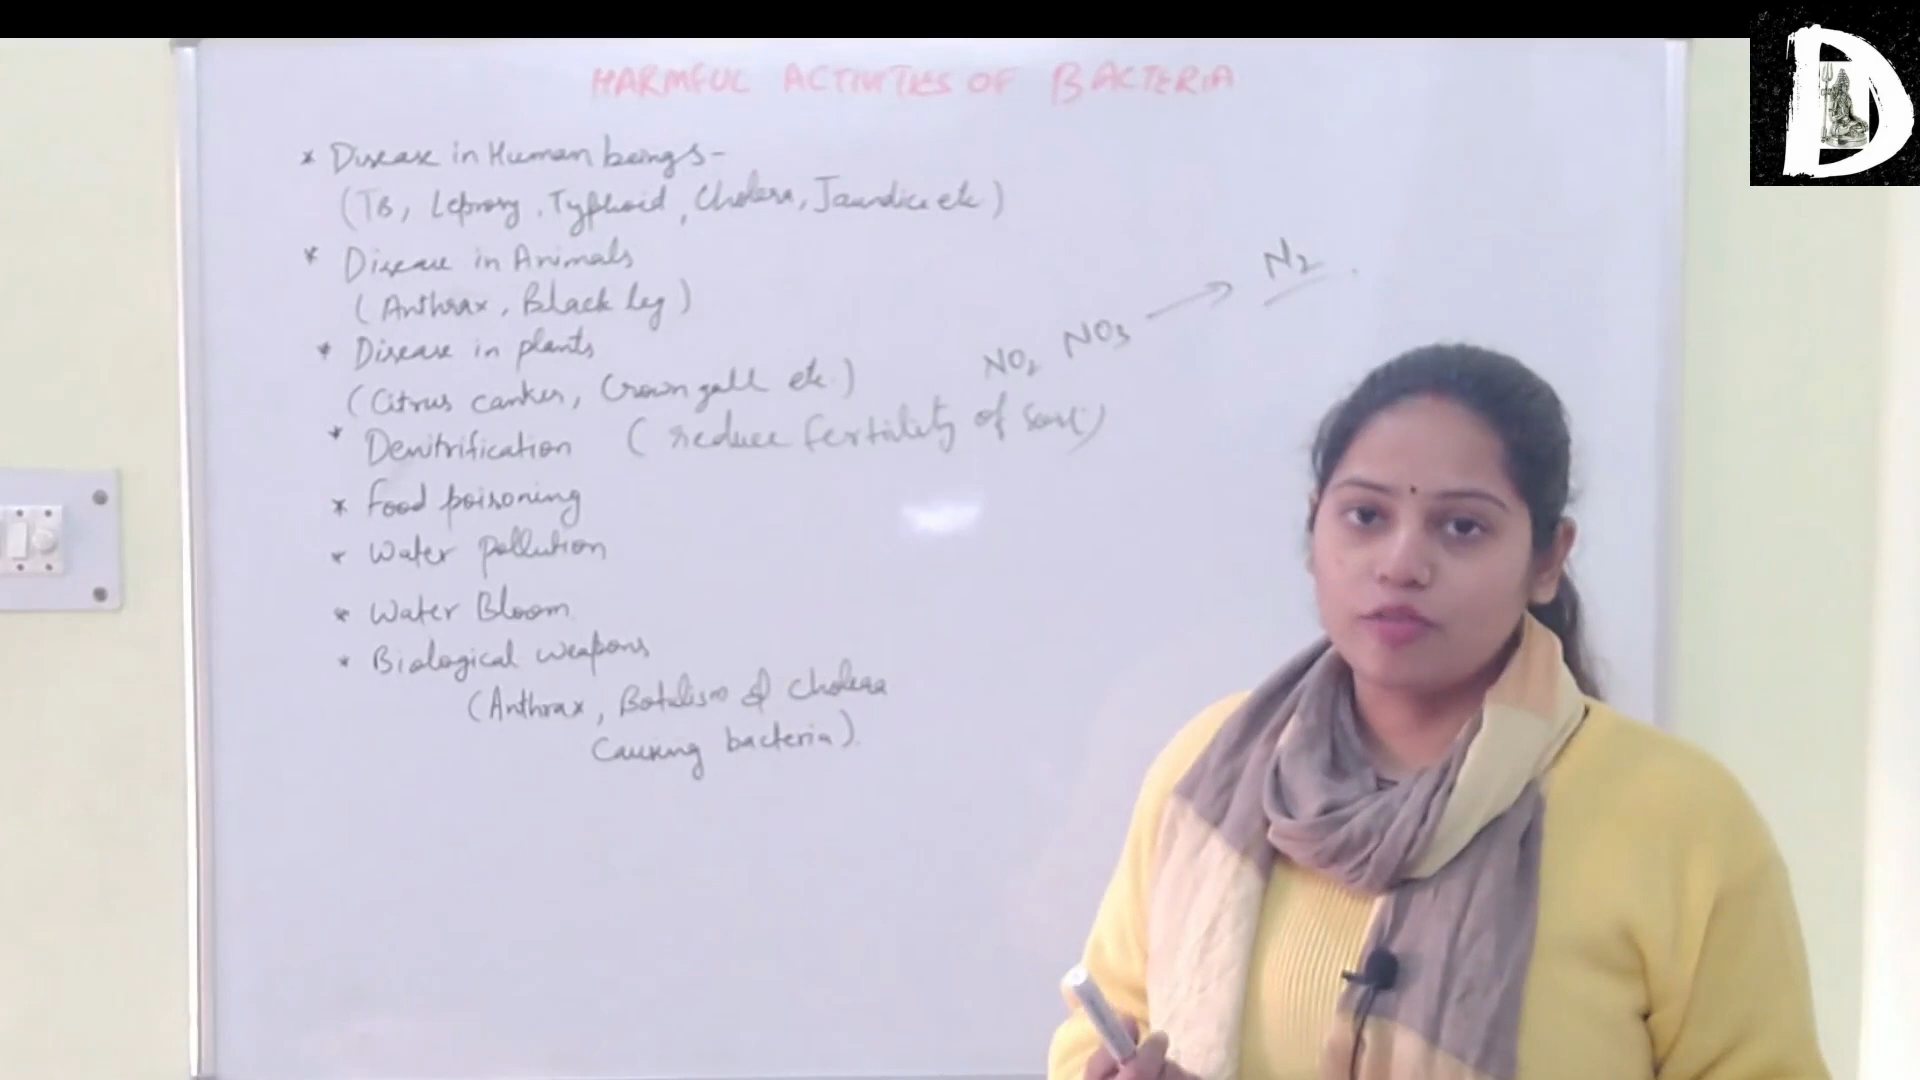 HARMFUL ACTIVITIES OF BACTERIA
* Disease in Human beings-
(TB, Leprosy, Typhoid, Cholera, Jaundice etc)
* Disease in Animals
(Anthrax, Black leg)
* Disease in plants
(Citrus canker, Crown gall etc.)
NO2 NO3 → N2
* Denitrification (reduce fertility of soil)
* Food poisoning
* Water pollution
* Water Bloom
* Biological weapons
(Anthrax, Botulism & Cholera
causing bacteria).
D